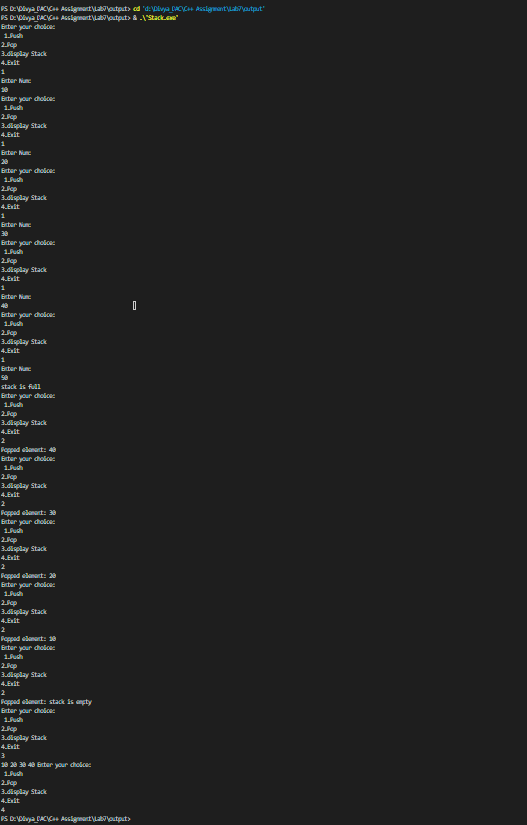 PS D:\Divya_CAC\C++ Assignment\Lab7\output> cd 'd:\Divya_CAC\C++ Assignment\Lab7\output'
PS D:\Divya_CAC\C++ Assignment\Lab7\output> & .\"Stack.exe"
Enter your choice:
 1.Push
2.Pop
3.display Stack
4.Exit
1
Enter Num:
10
Enter your choice:
 1.Push
2.Pop
3.display Stack
4.Exit
1
Enter Num:
20
Enter your choice:
 1.Push
2.Pop
3.display Stack
4.Exit
1
Enter Num:
30
Enter your choice:
 1.Push
2.Pop
3.display Stack
4.Exit
1
Enter Num:
40
Enter your choice:
 1.Push
2.Pop
3.display Stack
4.Exit
1
Enter Num:
50
stack is full
Enter your choice:
 1.Push
2.Pop
3.display Stack
4.Exit
2
Popped element: 40
Enter your choice:
 1.Push
2.Pop
3.display Stack
4.Exit
2
Popped element: 30
Enter your choice:
 1.Push
2.Pop
3.display Stack
4.Exit
2
Popped element: 20
Enter your choice:
 1.Push
2.Pop
3.display Stack
4.Exit
2
Popped element: 10
Enter your choice:
 1.Push
2.Pop
3.display Stack
4.Exit
2
Popped element: stack is empty
Enter your choice:
 1.Push
2.Pop
3.display Stack
4.Exit
3
10 20 30 40 Enter your choice:
 1.Push
2.Pop
3.display Stack
4.Exit
4
PS D:\Divya_CAC\C++ Assignment\Lab7\output>